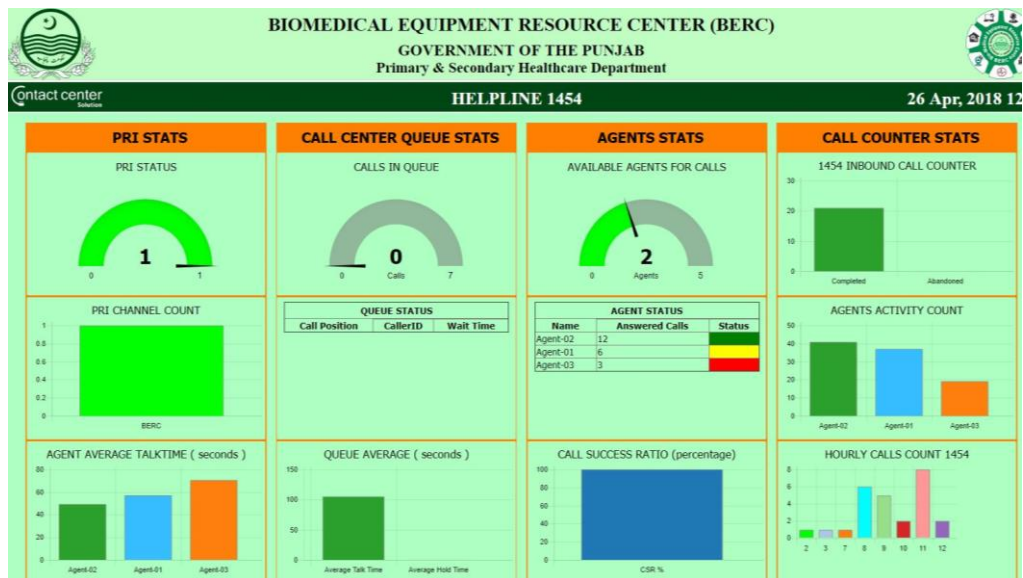 BIOMEDICAL EQUIPMENT RESOURCE CENTER (BERC)
GOVERNMENT OF THE PUNJAB
Primary & Secondary Healthcare Department
Contact center
Solution
HELPLINE 1454
26 Apr, 2018 12
PRI STATS
CALL CENTER QUEUE STATS
AGENTS STATS
CALL COUNTER STATS
PRI STATUS
1
0
1
CALLS IN QUEUE
0
0
Calls
7
AVAILABLE AGENTS FOR CALLS
2
0
Agents
5
1454 INBOUND CALL COUNTER
30
20
10
0
Completed
Abandoned
PRI CHANNEL COUNT
1
0.8
0.6
0.4
0.2
0
BERC
QUEUE STATUS
Call Position CallerID Wait Time
AGENT STATUS
Name Answered Calls Status
Agent-02 12
Agent-01 6
Agent-03 3
AGENTS ACTIVITY COUNT
50
40
30
20
10
0
Agent-02 Agent-01 Agent-03
AGENT AVERAGE TALKTIME ( seconds )
80
60
40
20
0
Agent-02 Agent-01 Agent-03
QUEUE AVERAGE ( seconds )
150
100
50
0
Average Talk Time Average Hold Time
CALL SUCCESS RATIO (percentage)
100
80
60
40
20
0
CSR %
HOURLY CALLS COUNT 1454
8
6
4
2
0
2 3 7 8 9 10 11 12